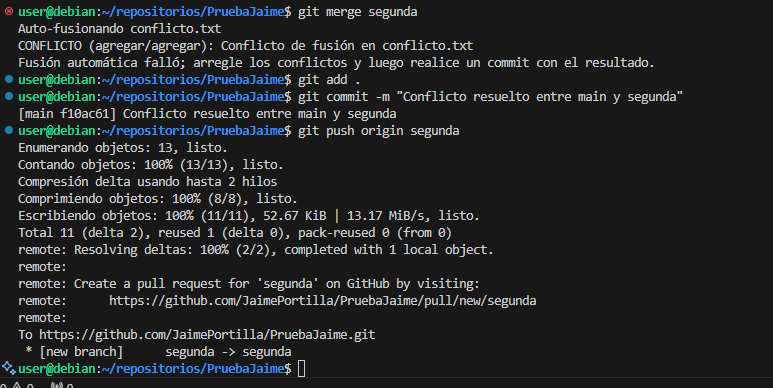 user@debian:~/repositorios/PruebaJaime$ git merge segunda
Auto-fusionando conflicto.txt
CONFLICTO (agregar/agregar): Conflicto de fusión en conflicto.txt
Fusión automática falló; arregle los conflictos y luego realice un commit con el resultado.
user@debian:~/repositorios/PruebaJaime$ git add .
user@debian:~/repositorios/PruebaJaime$ git commit -m "Conflicto resuelto entre main y segunda"
[main f10ac61] Conflicto resuelto entre main y segunda
user@debian:~/repositorios/PruebaJaime$ git push origin segunda
Enumerando objetos: 13, listo.
Contando objetos: 100% (13/13), listo.
Compresión delta usando hasta 2 hilos
Comprimiendo objetos: 100% (8/8), listo.
Escribiendo objetos: 100% (11/11), 52.67 KiB | 13.17 MiB/s, listo.
Total 11 (delta 2), reused 1 (delta 0), pack-reused 0 (from 0)
remote: Resolving deltas: 100% (2/2), completed with 1 local object.
remote:
remote: Create a pull request for 'segunda' on GitHub by visiting:
remote:      https://github.com/JaimePortilla/PruebaJaime/pull/new/segunda
remote:
To https://github.com/JaimePortilla/PruebaJaime.git
 * [new branch]      segunda -> segunda
user@debian:~/repositorios/PruebaJaime$